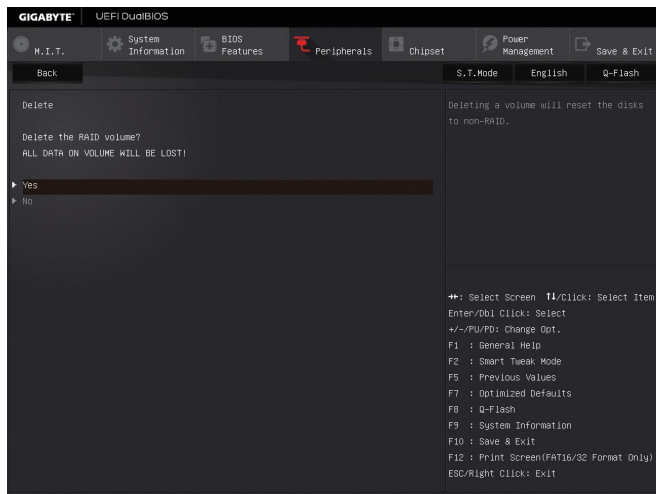 GIGABYTE™ UEFI DualBIOS
M.I.T.
System
Information
BIOS
Features
Peripherals
Chipset
Power
Management
Save & Exit
Back
S.T.Mode English Q-Flash
Delete
Delete the RAID volume?
ALL DATA ON VOLUME WILL BE LOST!
Yes
No
Deleting a volume will reset the disks
to non-RAID.
→←: Select Screen ↑↓/Click: Select Item
Enter/Dbl Click: Select
+/-/PU/PD: Change Opt.
F1 : General Help
F2 : Smart Tweak Mode
F5 : Previous Values
F7 : Optimized Defaults
F8 : Q-Flash
F9 : System Information
F10 : Save & Exit
F12 : Print Screen(FAT16/32 Format Only)
ESC/Right Click: Exit